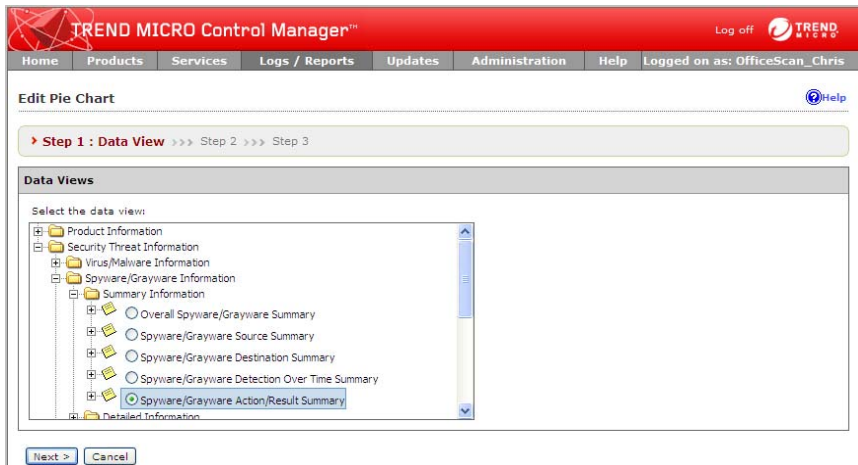 TREND MICRO Control Manager™
Log off
TREND MICRO
Home Products Services Logs / Reports Updates Administration Help Logged on as: OfficeScan_Chris
Edit Pie Chart
Help
Step 1 : Data View >>> Step 2 >>> Step 3
Data Views
Select the data view:
Product Information
Security Threat Information
Virus/Malware Information
Spyware/Grayware Information
Summary Information
Overall Spyware/Grayware Summary
Spyware/Grayware Source Summary
Spyware/Grayware Destination Summary
Spyware/Grayware Detection Over Time Summary
Spyware/Grayware Action/Result Summary
Detailed Information
Next >
Cancel